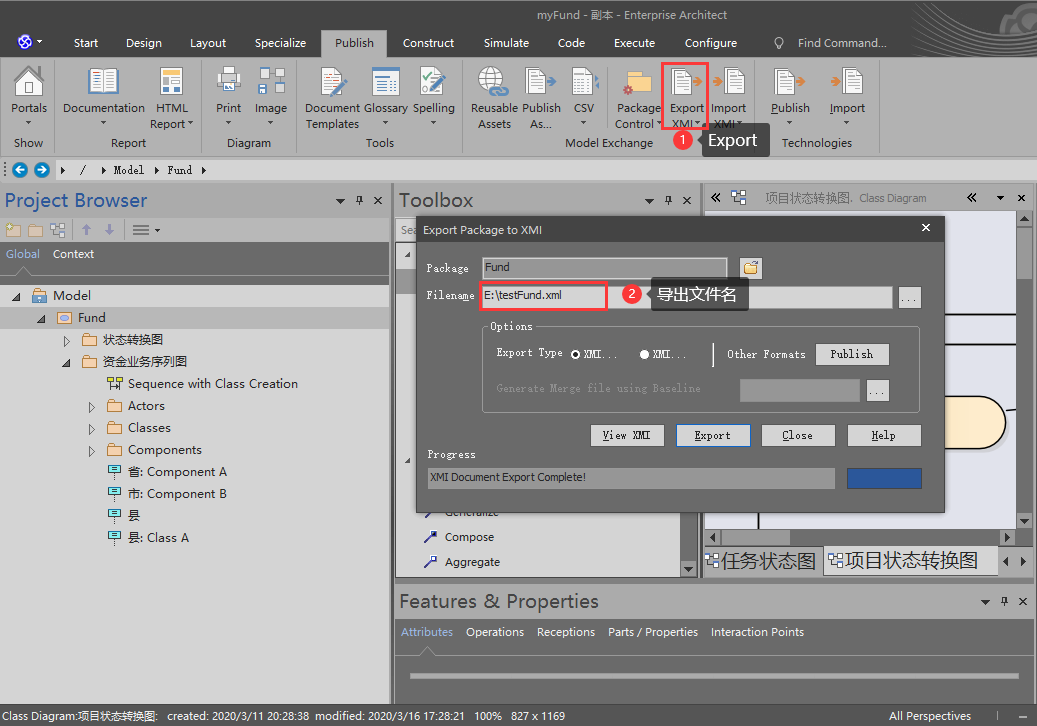 myFund - 副本 - Enterprise Architect
Start Design Layout Specialize Publish Construct Simulate Code Execute Configure Find Command...
Portals Documentation HTML Report Print Image Document Templates Glossary Spelling Reusable Assets Publish As... CSV Package Control Export XMI Import XMI Publish Import
Show Report Diagram Tools Model Exchange Technologies
1 Export
/ Model Fund
Project Browser
Toolbox
项目状态转换图. Class Diagram
Sea
Global Context
Model
Fund
状态转换图
资金业务序列图
Sequence with Class Creation
Actors
Classes
Components
省: Component A
市: Component B
县
县: Class A
Export Package to XMI
Package Fund
Filename E:\testFund.xml ...
2 导出文件名
Options
Export Type XMI... XMI... Other Formats Publish
Generate Merge file using Baseline ...
View XMI Export Close Help
Progress
XMI Document Export Complete!
Generalize
Compose
Aggregate
任务状态图 项目状态转换图
Features & Properties
Attributes Operations Receptions Parts / Properties Interaction Points
Class Diagram:项目状态转换图: created: 2020/3/11 20:28:38 modified: 2020/3/16 17:28:21 100% 827 x 1169 All Perspectives